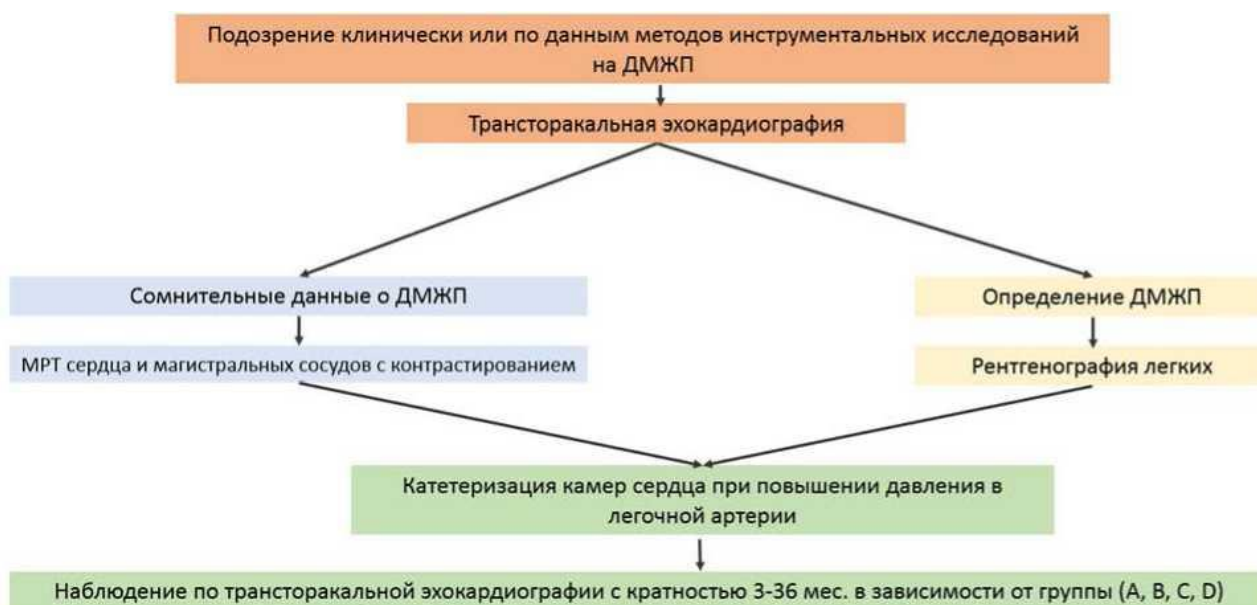 Подозрение клинически или по данным методов инструментальных исследований
на ДМЖП
Трансторакальная эхокардиография
Сомнительные данные о ДМЖП
МРТ сердца и магистральных сосудов с контрастированием
Определение ДМЖП
Рентгенография легких
Катетеризация камер сердца при повышении давления в
легочной артерии
Наблюдение по трансторакальной эхокардиографии с кратностью 3-36 мес. в зависимости от группы (A, B, C, D)